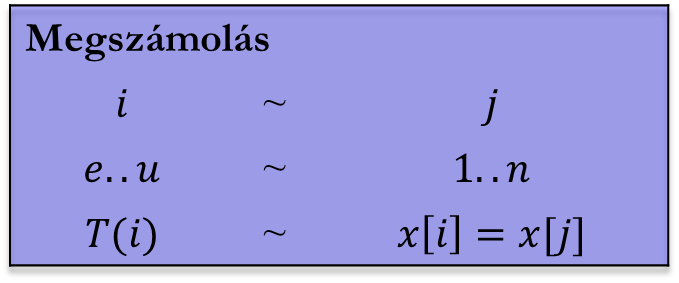 Megszámolás
i ~ j
e..u ~ 1..n
T(i) ~ x[i] = x[j]